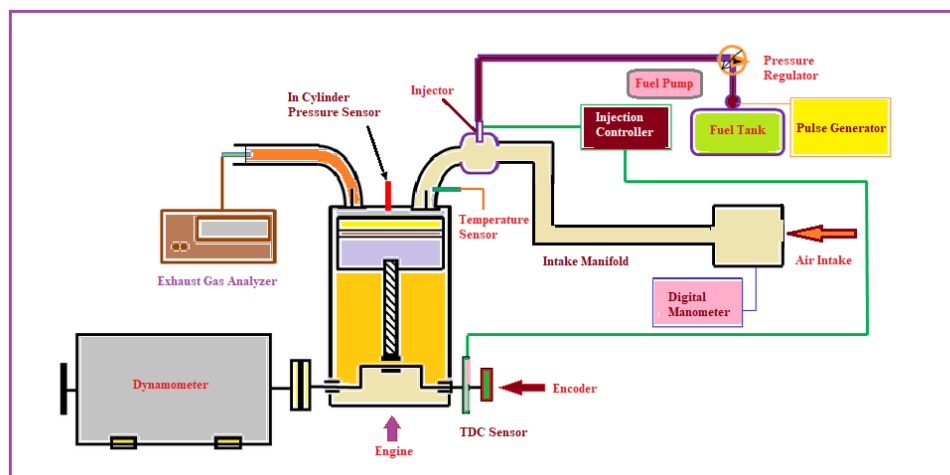 Pressure
Regulator
Fuel Pump
Injector
In Cylinder
Pressure Sensor
Injection
Controller
Fuel Tank
Pulse Generator
Temperature
Sensor
Intake Manifold
Air Intake
Exhaust Gas Analyzer
Digital
Manometer
Dynamometer
Encoder
TDC Sensor
Engine